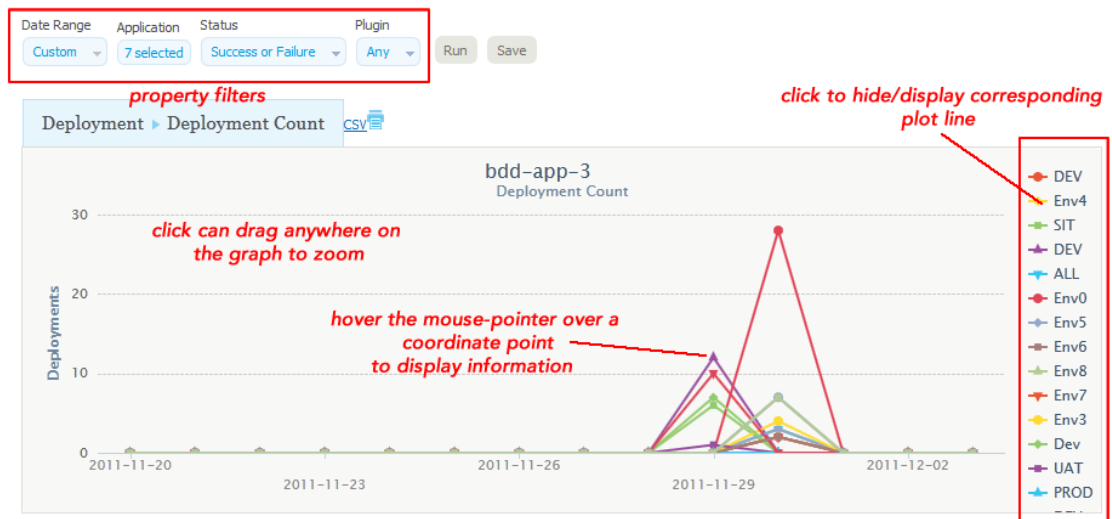 Date Range Application Status Plugin
Custom 7 selected Success or Failure Any Run Save
property filters
click to hide/display corresponding
plot line
Deployment Deployment Count csv
bdd-app-3
Deployment Count
30
click can drag anywhere on
the graph to zoom
20
Deployments
hover the mouse-pointer over a
coordinate point
to display information
10
0
2011-11-20
2011-11-23
2011-11-26
2011-11-29
2011-12-02
DEV
Env4
SIT
DEV
ALL
Env0
Env5
Env6
Env8
Env7
Env3
Dev
UAT
PROD